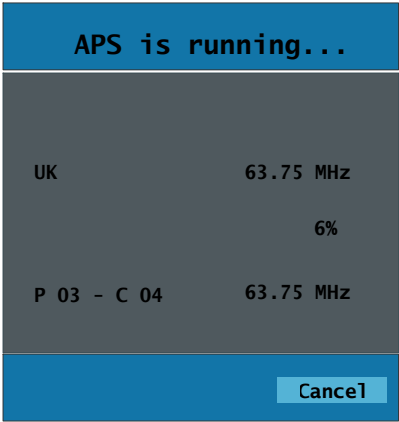 APS is running...
UK 63.75 MHz
6%
P 03 - C 04 63.75 MHz
Cancel